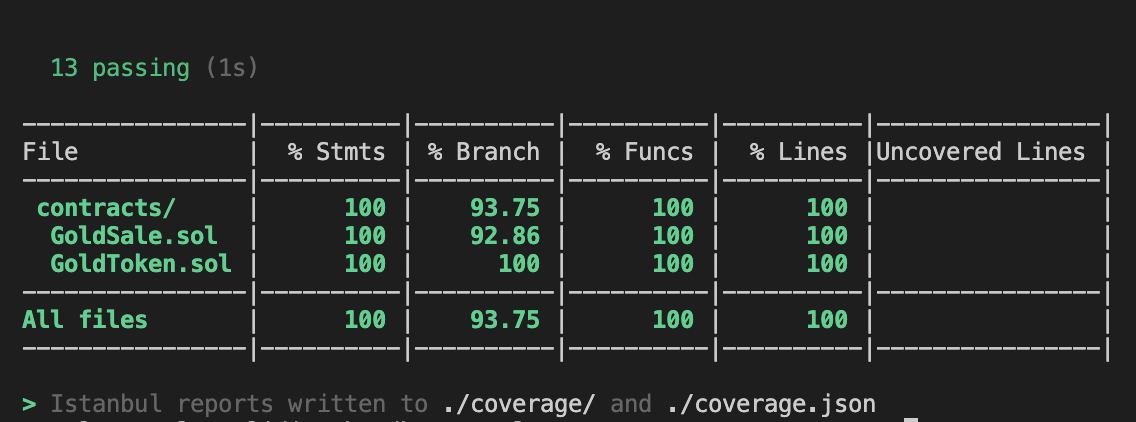 13 passing (1s)
File | % Stmts | % Branch | % Funcs | % Lines |Uncovered Lines |
contracts/ | 100 | 93.75 | 100 | 100 | |
GoldSale.sol | 100 | 92.86 | 100 | 100 | |
GoldToken.sol | 100 | 100 | 100 | 100 | |
All files | 100 | 93.75 | 100 | 100 | |
> Istanbul reports written to ./coverage/ and ./coverage.json